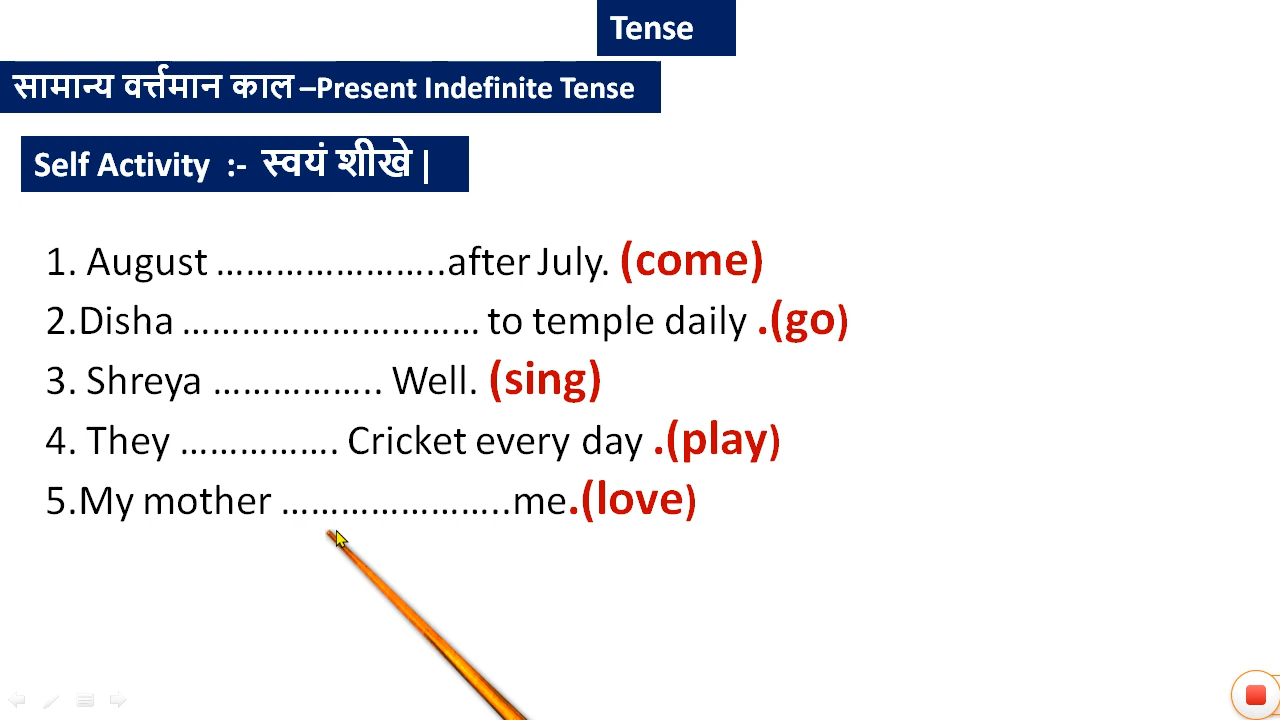 Tense
सामान्य वर्त्तमान काल –Present Indefinite Tense
Self Activity :- स्वयं शीखे |
1. August …………………..after July. (come)
2.Disha ………………………… to temple daily .(go)
3. Shreya …………….. Well. (sing)
4. They ……………. Cricket every day .(play)
5.My mother …………………..me.(love)